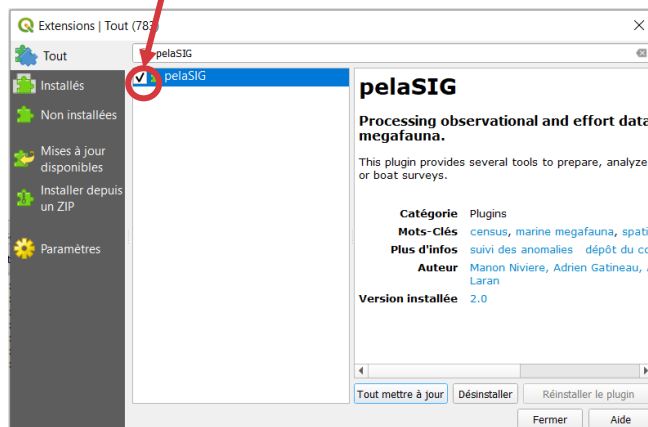 Extensions | Tout (783)
Tout
pelaSIG
Installés
Non installées
Mises à jour
disponibles
Installer depuis
un ZIP
Paramètres
pelaSIG
pelaSIG
Processing observational and effort data
megafauna.
This plugin provides several tools to prepare, analyze
or boat surveys.
Catégorie Plugins
Mots-Clés census, marine megafauna, spati
Plus d'infos suivi des anomalies dépôt du co
Auteur Manon Niviere, Adrien Gatineau,
Laran
Version installée 2.0
Tout mettre à jour Désinstaller Réinstaller le plugin
Fermer Aide